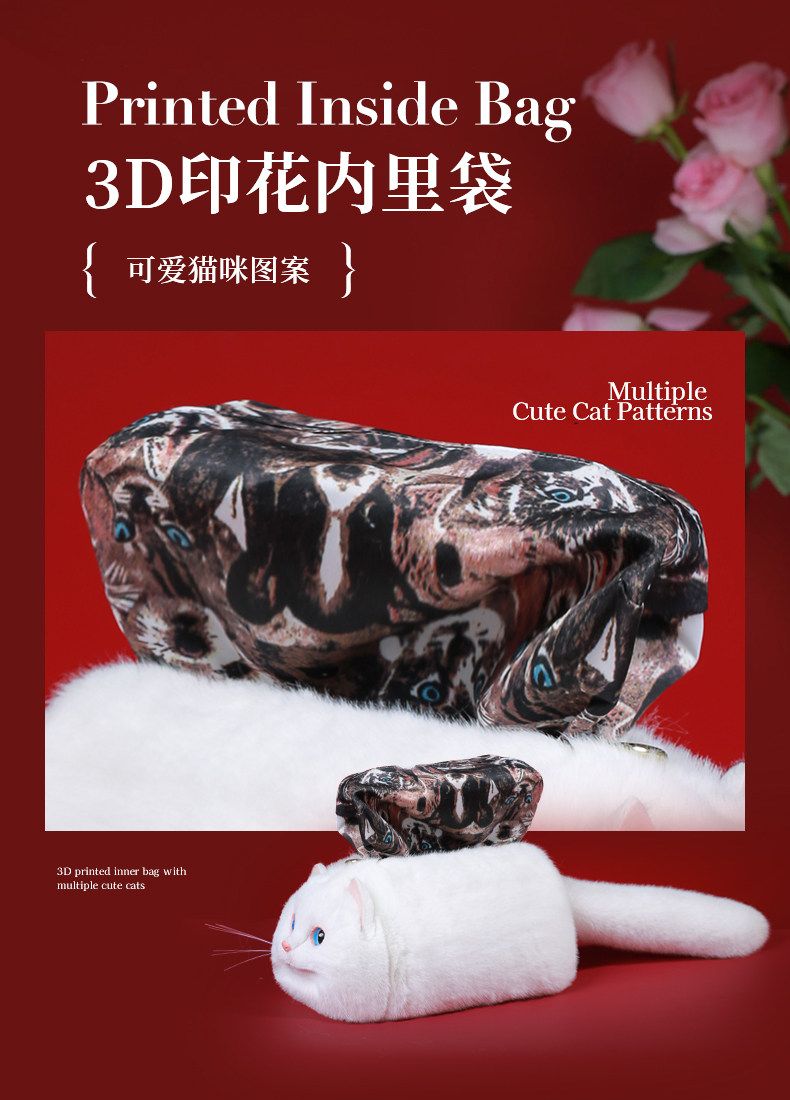 Printed Inside Bag
3D印花内里袋
{ 可爱猫咪图案 }
Multiple
Cute Cat Patterns
3D printed inner bag with
multiple cute cats